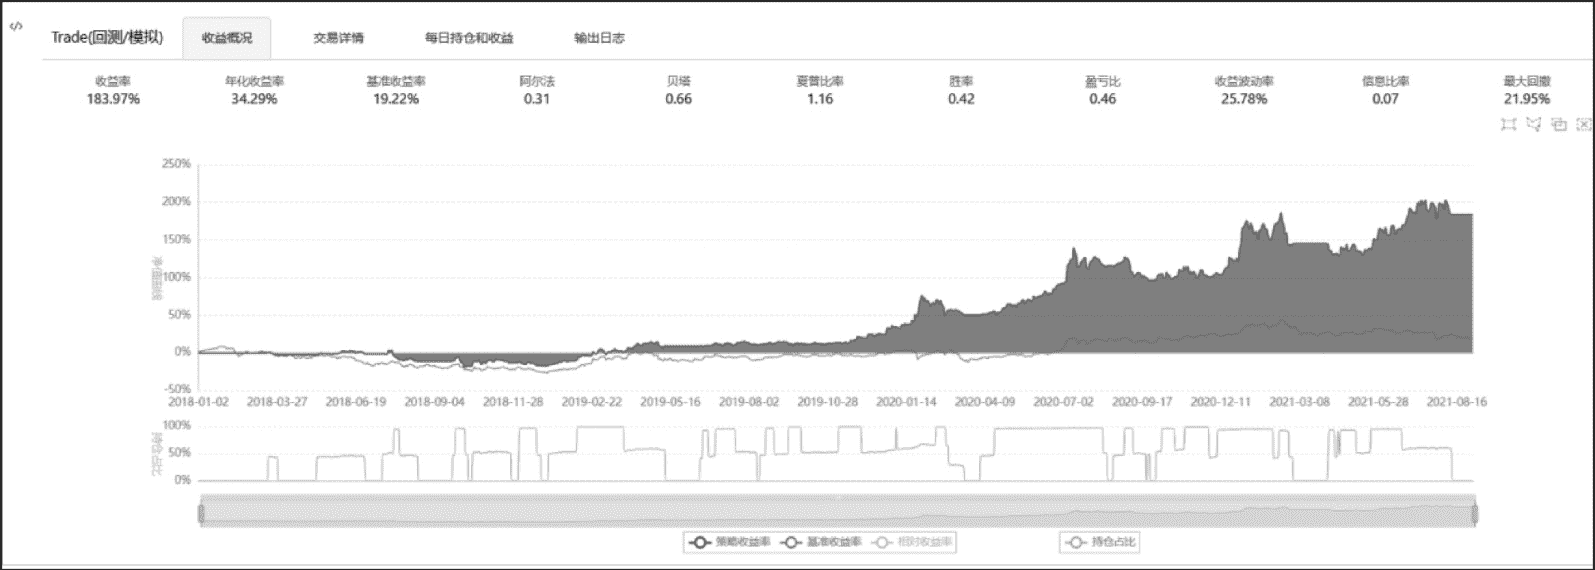 Trade(回测/模拟) 收益概况 交易详情 每日持仓和收益 输出日志
收益率 年化收益率 基准收益率 阿尔法 贝塔 夏普比率 胜率 盈亏比 收益波动率 信息比率 最大回撤
183.97% 34.29% 19.22% 0.31 0.66 1.16 0.42 0.46 25.78% 0.07 21.95%
250%
200%
150%
100%
50%
0%
-50%
2018-01-02 2018-03-27 2018-06-19 2018-09-04 2018-11-28 2019-02-22 2019-05-16 2019-08-02 2019-10-28 2020-01-14 2020-04-09 2020-07-02 2020-09-17 2020-12-11 2021-03-08 2021-05-28 2021-08-16
100%
50%
0%
持仓占比
策略收益率 基准收益率 相对收益率 持仓占比